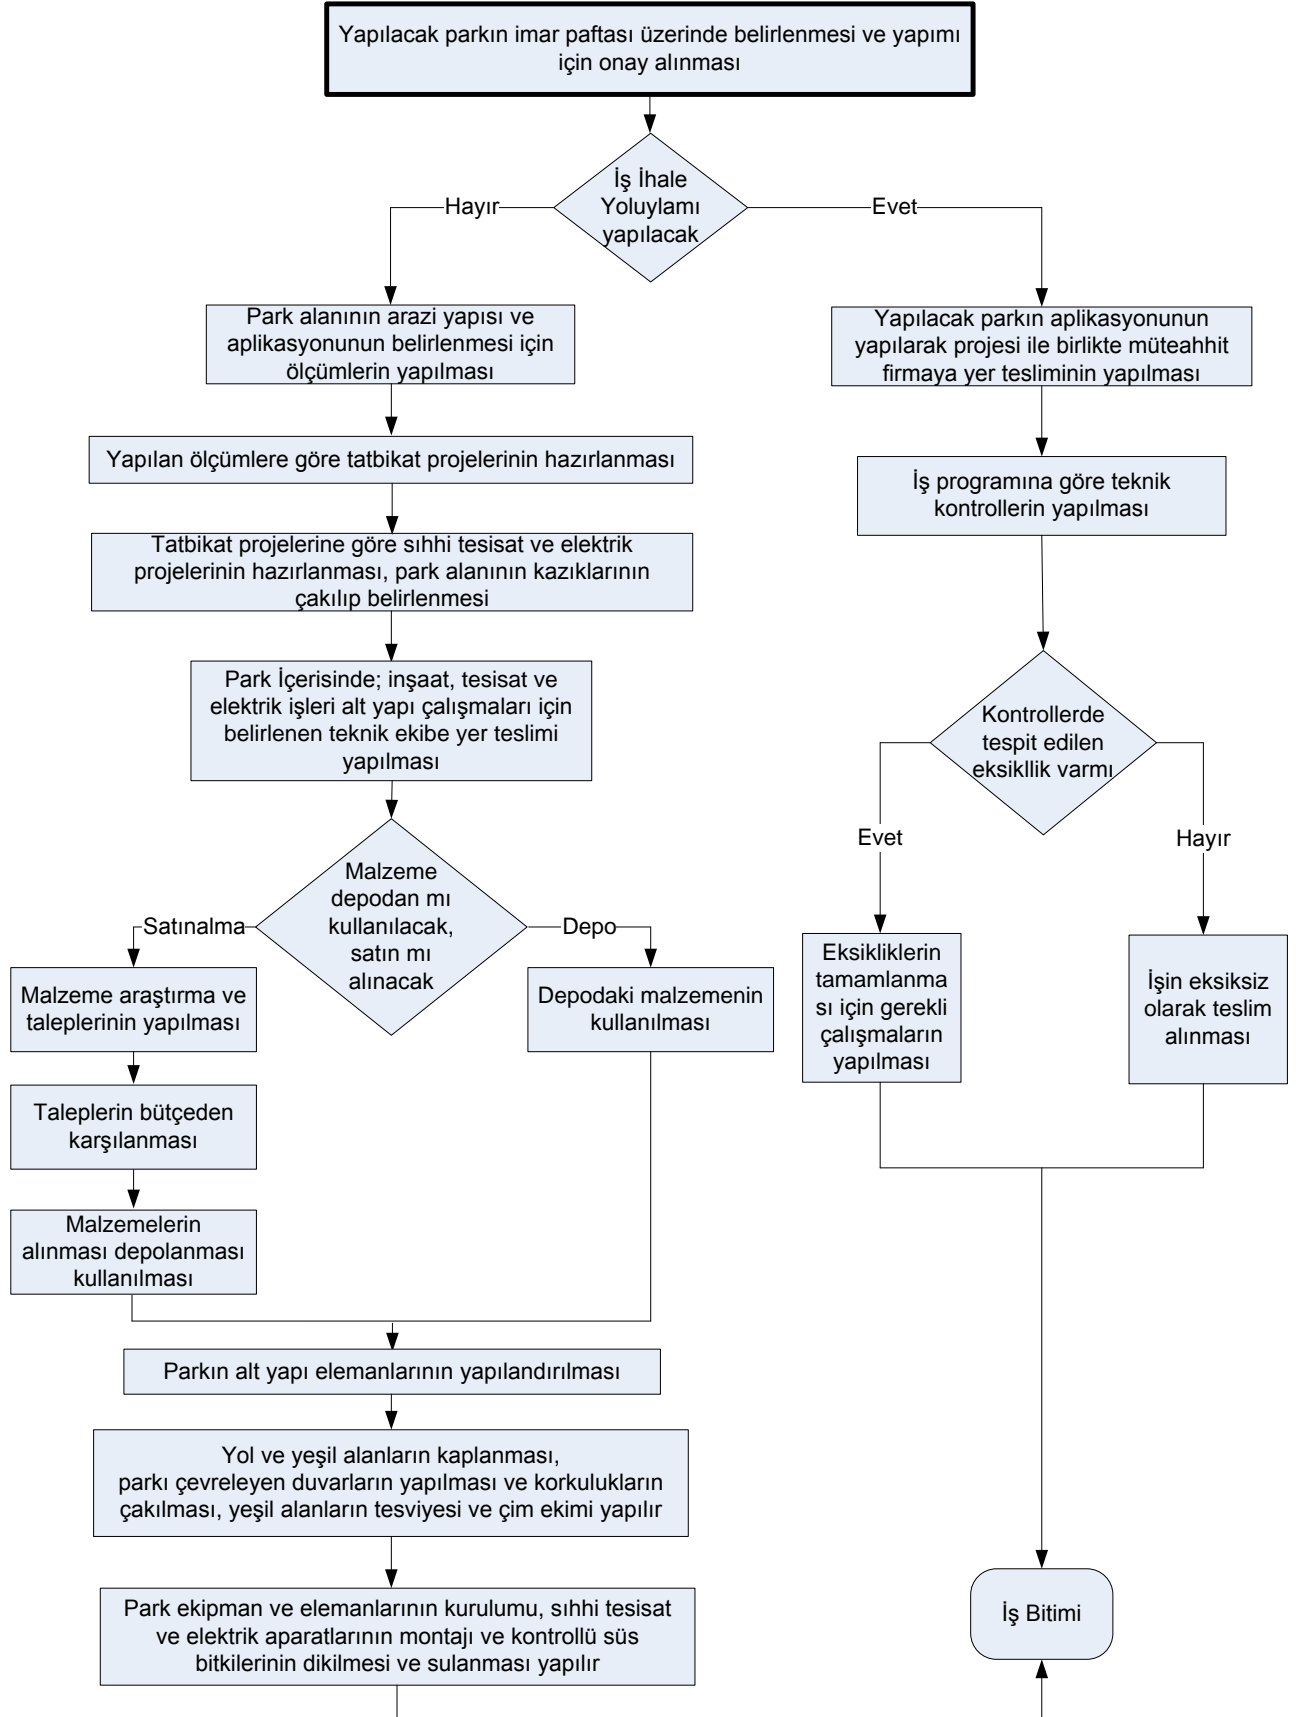 Yapılacak parkın imar paftası üzerinde belirlenmesi ve yapımı
için onay alınması
İş İhale
Yoluylamı
yapılacak
Hayır
Evet
Park alanının arazi yapısı ve
aplikasyonunun belirlenmesi için
ölçümlerin yapılması
Yapılacak parkın aplikasyonunun
yapılarak projesi ile birlikte müteahhit
firmaya yer tesliminin yapılması
Yapılan ölçümlere göre tatbikat projelerinin hazırlanması
İş programına göre teknik
kontrollerin yapılması
Tatbikat projelerine göre sıhhi tesisat ve elektrik
projelerinin hazırlanması, park alanının kazıklarının
çakılıp belirlenmesi
Park İçerisinde; inşaat, tesisat ve
elektrik işleri alt yapı çalışmaları için
belirlenen teknik ekibe yer teslimi
yapılması
Kontrollerde
tespit edilen
eksikllik varmı
Evet
Hayır
Malzeme
depodan mı
kullanılacak,
satın mı
alınacak
Satınalma
Depo
Malzeme araştırma ve
taleplerinin yapılması
Depodaki malzemenin
kullanılması
Eksikliklerin
tamamlanma
sı için gerekli
çalışmaların
yapılması
İşin eksiksiz
olarak teslim
alınması
Taleplerin bütçeden
karşılanması
Malzemelerin
alınması depolanması
kullanılması
Parkın alt yapı elemanlarının yapılandırılması
Yol ve yeşil alanların kaplanması,
parkı çevreleyen duvarların yapılması ve korkulukların
çakılması, yeşil alanların tesviyesi ve çim ekimi yapılır
Park ekipman ve elemanlarının kurulumu, sıhhi tesisat
ve elektrik aparatlarının montajı ve kontrollü süs
bitkilerinin dikilmesi ve sulanması yapılır
İş Bitimi